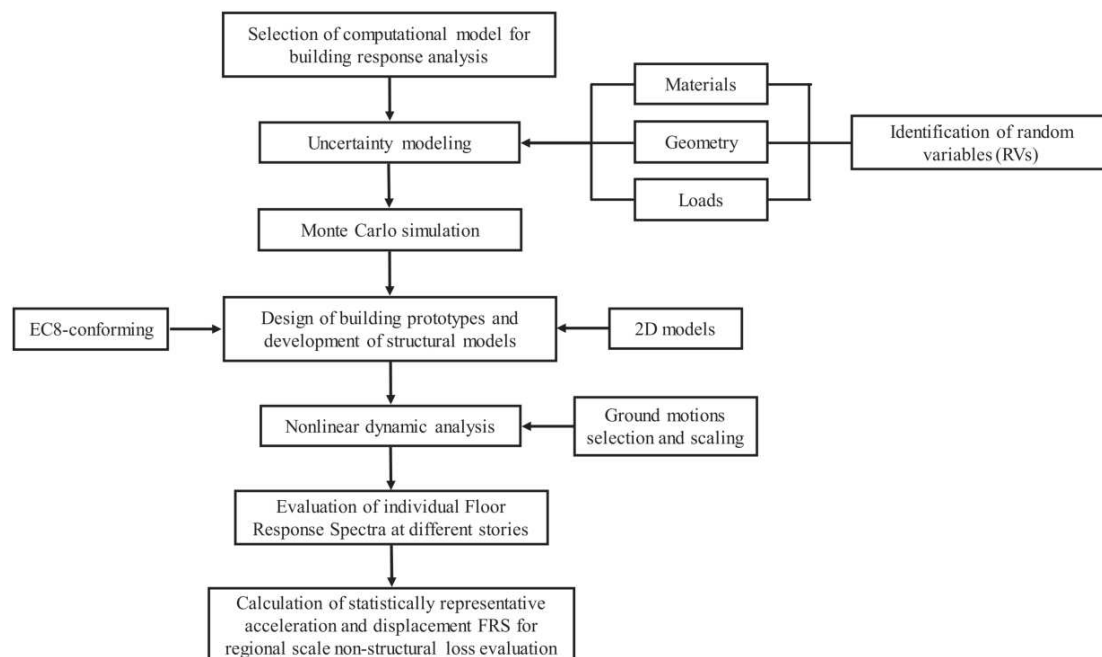 Selection of computational model for
building response analysis
Materials
Uncertainty modeling
Geometry
Identification of random
variables (RVs)
Loads
Monte Carlo simulation
EC8-conforming
Design of building prototypes and
development of structural models
2D models
Nonlinear dynamic analysis
Ground motions
selection and scaling
Evaluation of individual Floor
Response Spectra at different stories
Calculation of statistically representative
acceleration and displacement FRS for
regional scale non-structural loss evaluation